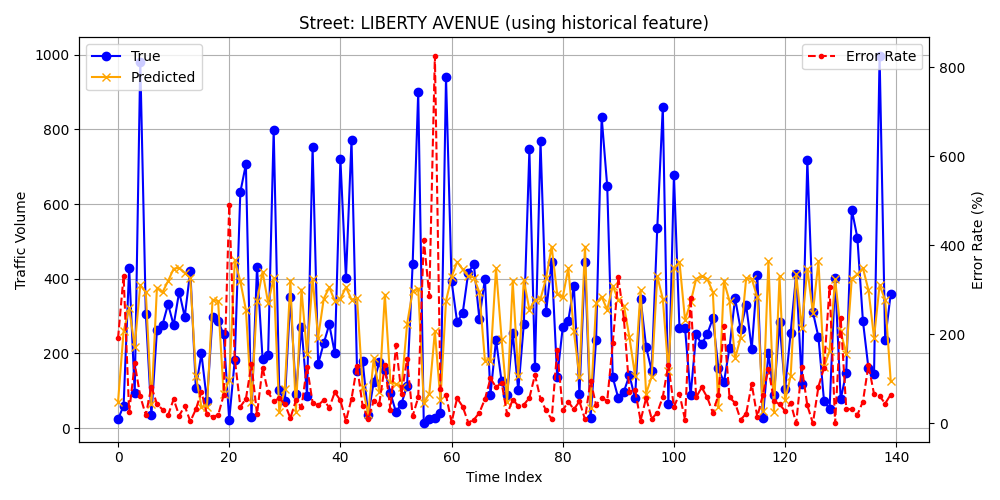 Street: LIBERTY AVENUE (using historical feature)
True
Predicted
Error Rate
Traffic Volume
1000
800
600
400
200
0
800
600
400
200
0
Error Rate (%)
0 20 40 60 80 100 120 140
Time Index